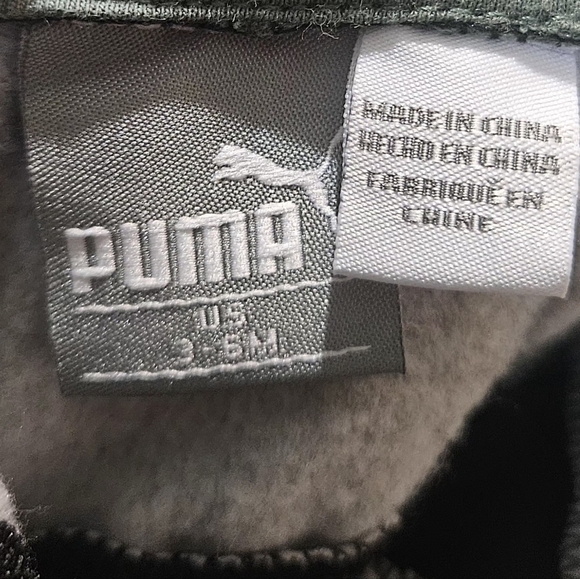 PUMA
US
3-6M
MADE IN CHINA
HECHO EN CHINA
FABRIQUÉ EN
CHINE